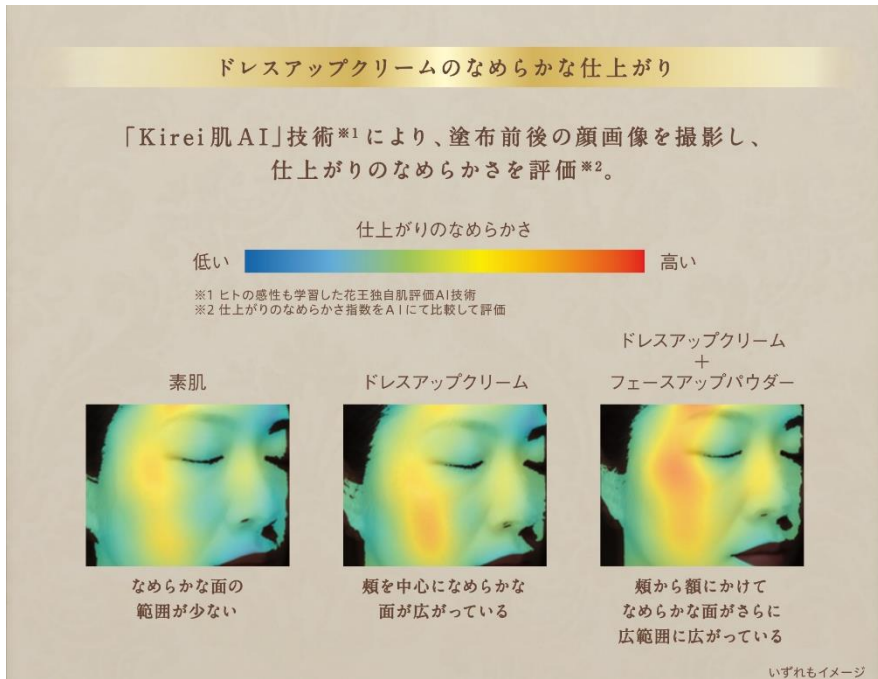 ドレスアップクリームのなめらかな仕上がり
「Kirei肌AI」技術※1により、塗布前後の顔画像を撮影し、
仕上がりのなめらかさを評価※2。
仕上がりのなめらかさ
低い 高い
※1 ヒトの感性も学習した花王独自肌評価AI技術
※2 仕上がりのなめらかさ指数をAIにて比較して評価
素肌
ドレスアップクリーム
ドレスアップクリーム
+
フェースアップパウダー
なめらかな面の
範囲が少ない
頰を中心になめらかな
面が広がっている
頰から額にかけて
なめらかな面がさらに
広範囲に広がっている
いずれもイメージ